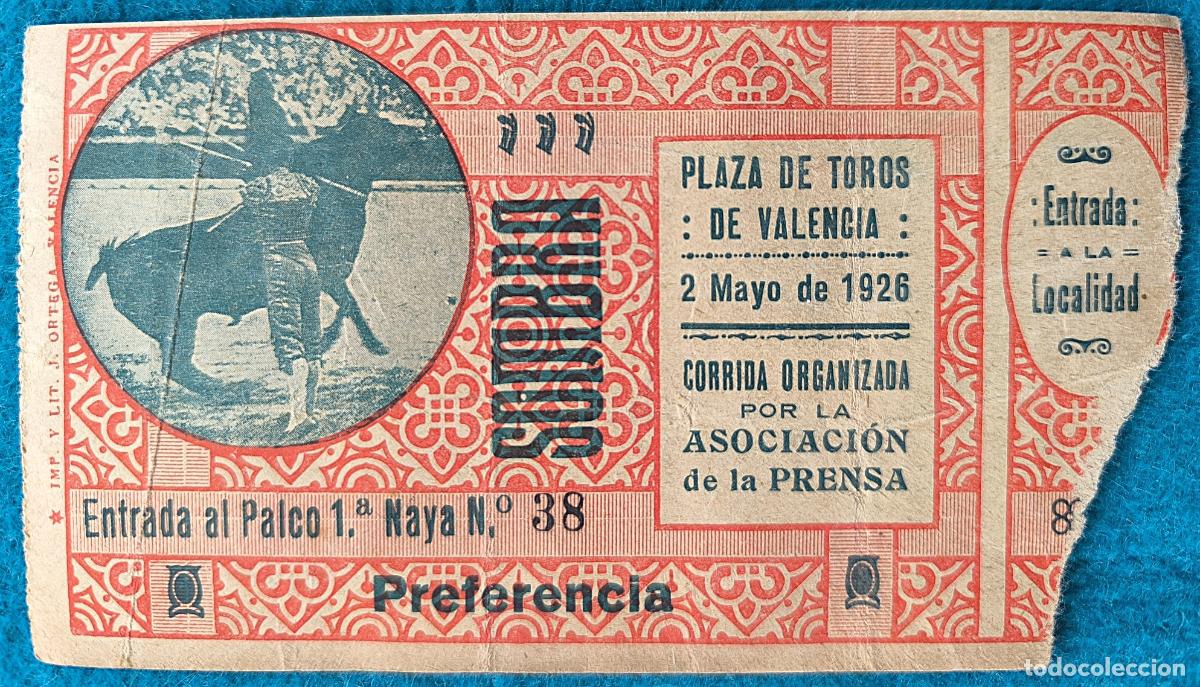 IMP. Y LIT. J. ORTEGA. VALENCIA
SOMBRA
PLAZA DE TOROS
: DE VALENCIA :
2 Mayo de 1926
CORRIDA ORGANIZADA
POR LA
ASOCIACIÓN
de la PRENSA
Entrada al Palco 1.ª Naya N.º 38
Preferencia
:Entrada:
= A LA =
Localidad
8
todocoleccion